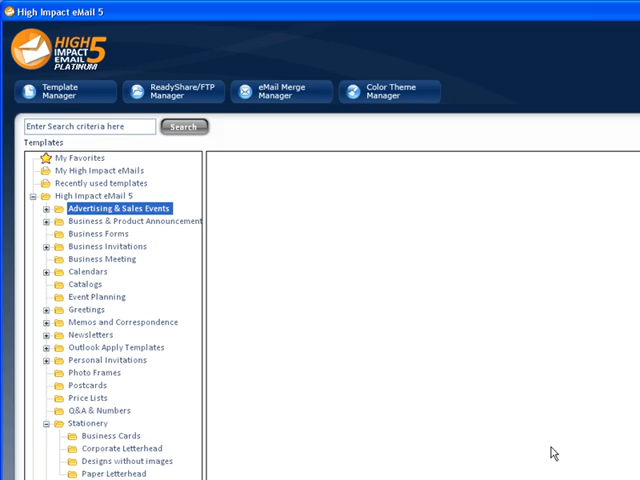 High Impact eMail 5
HIGH
IMPACT
EMAIL
5
PLATINUM
Template
Manager
ReadyShare/FTP
Manager
eMail Merge
Manager
Color Theme
Manager
Enter Search criteria here
Search
Templates
My Favorites
My High Impact eMails
Recently used templates
High Impact eMail 5
Advertising & Sales Events
Business & Product Announcement
Business Forms
Business Invitations
Business Meeting
Calendars
Catalogs
Event Planning
Greetings
Memos and Correspondence
Newsletters
Outlook Apply Templates
Personal Invitations
Photo Frames
Postcards
Price Lists
Q&A & Numbers
Stationery
Business Cards
Corporate Letterhead
Designs without images
Paper Letterhead